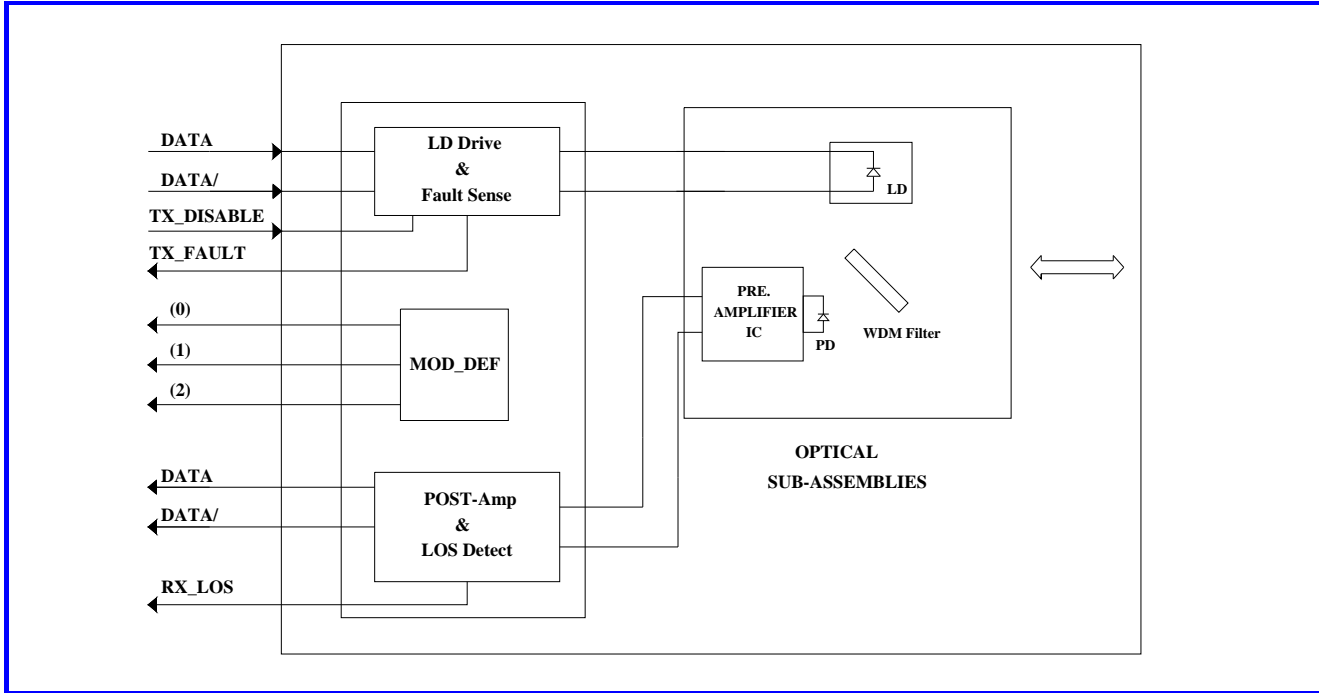 DATA
DATA/
TX_DISABLE
TX_FAULT
(0)
(1)
(2)
DATA
DATA/
RX_LOS
LD Drive
&
Fault Sense
MOD_DEF
POST-Amp
&
LOS Detect
LD
PRE.
AMPLIFIER
IC
PD
WDM Filter
OPTICAL
SUB-ASSEMBLIES